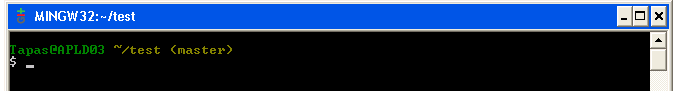 MINGW32:~/test
Tapas@APLD03 ~/test (master)
$ _